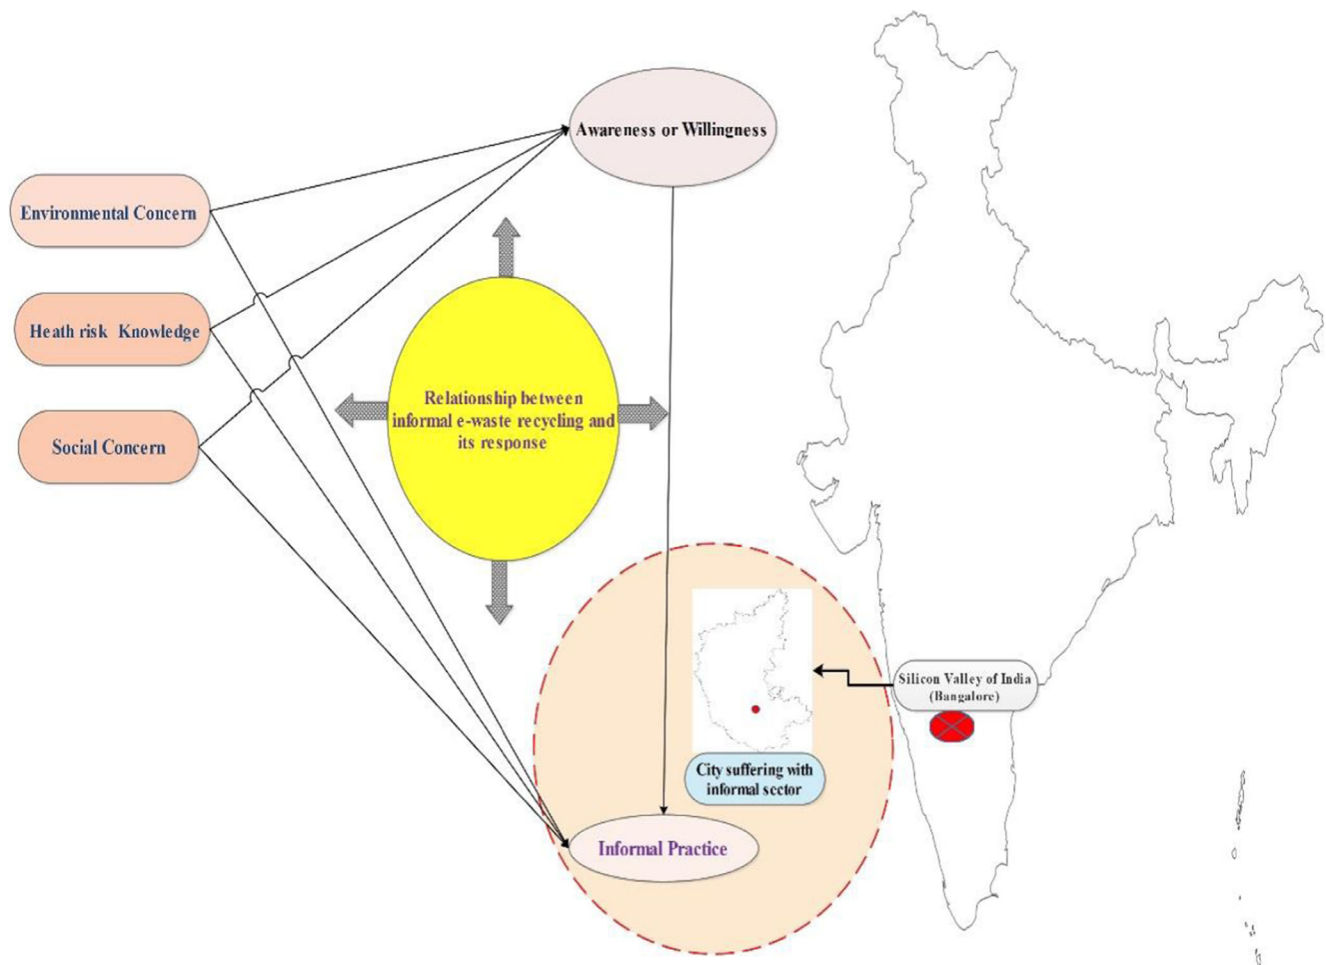 Awareness or Willingness
Environmental Concern
Heath risk Knowledge
Social Concern
Relationship between
informal e-waste recycling and
its response
Silicon Valley of India
(Bangalore)
City suffering with
informal sector
Informal Practice